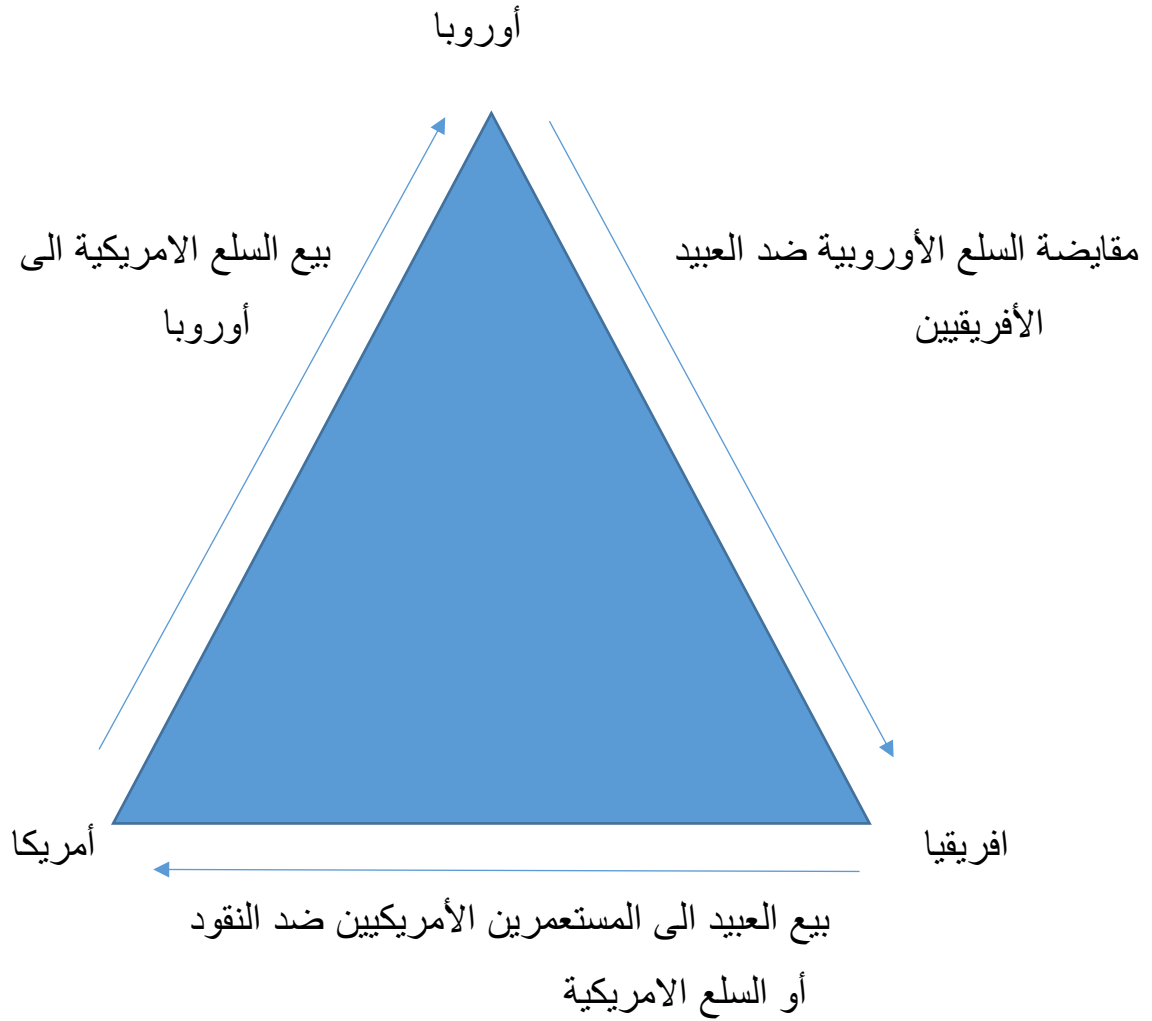 أوروبا
مقايضة السلع الأوروبية ضد العبيد
الأفريقيين
بيع السلع الامريكية الى
أوروبا
افريقيا
أمريكا
بيع العبيد الى المستعمرين الأمريكيين ضد النقود
أو السلع الامريكية